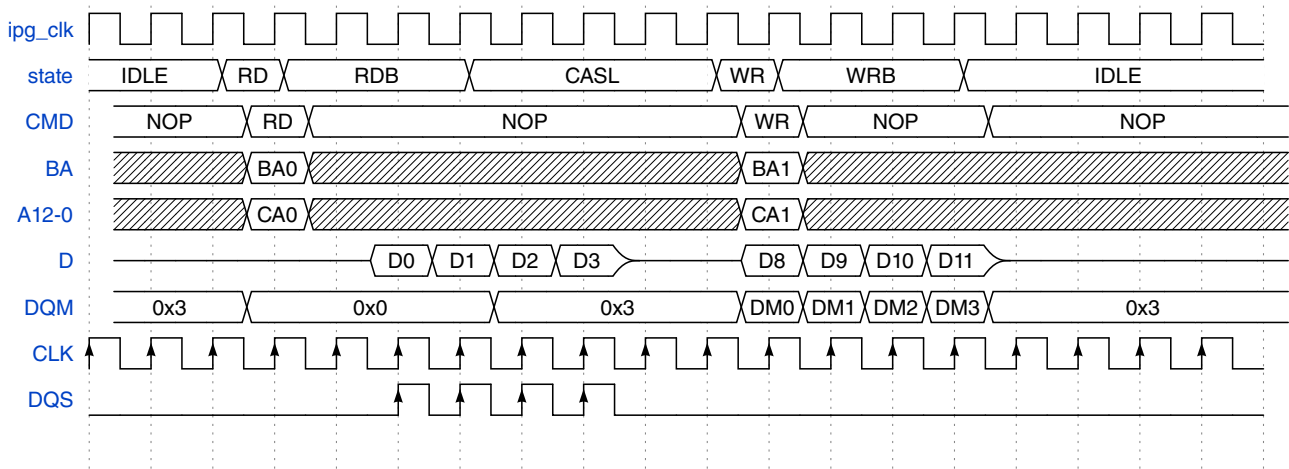 ipg_clk
state IDLE RD RDB CASL WR WRB IDLE
CMD NOP RD NOP WR NOP NOP
BA BA0 BA1
A12-0 CA0 CA1
D D0 D1 D2 D3 D8 D9 D10 D11
DQM 0x3 0x0 0x3 DM0 DM1 DM2 DM3 0x3
CLK
DQS